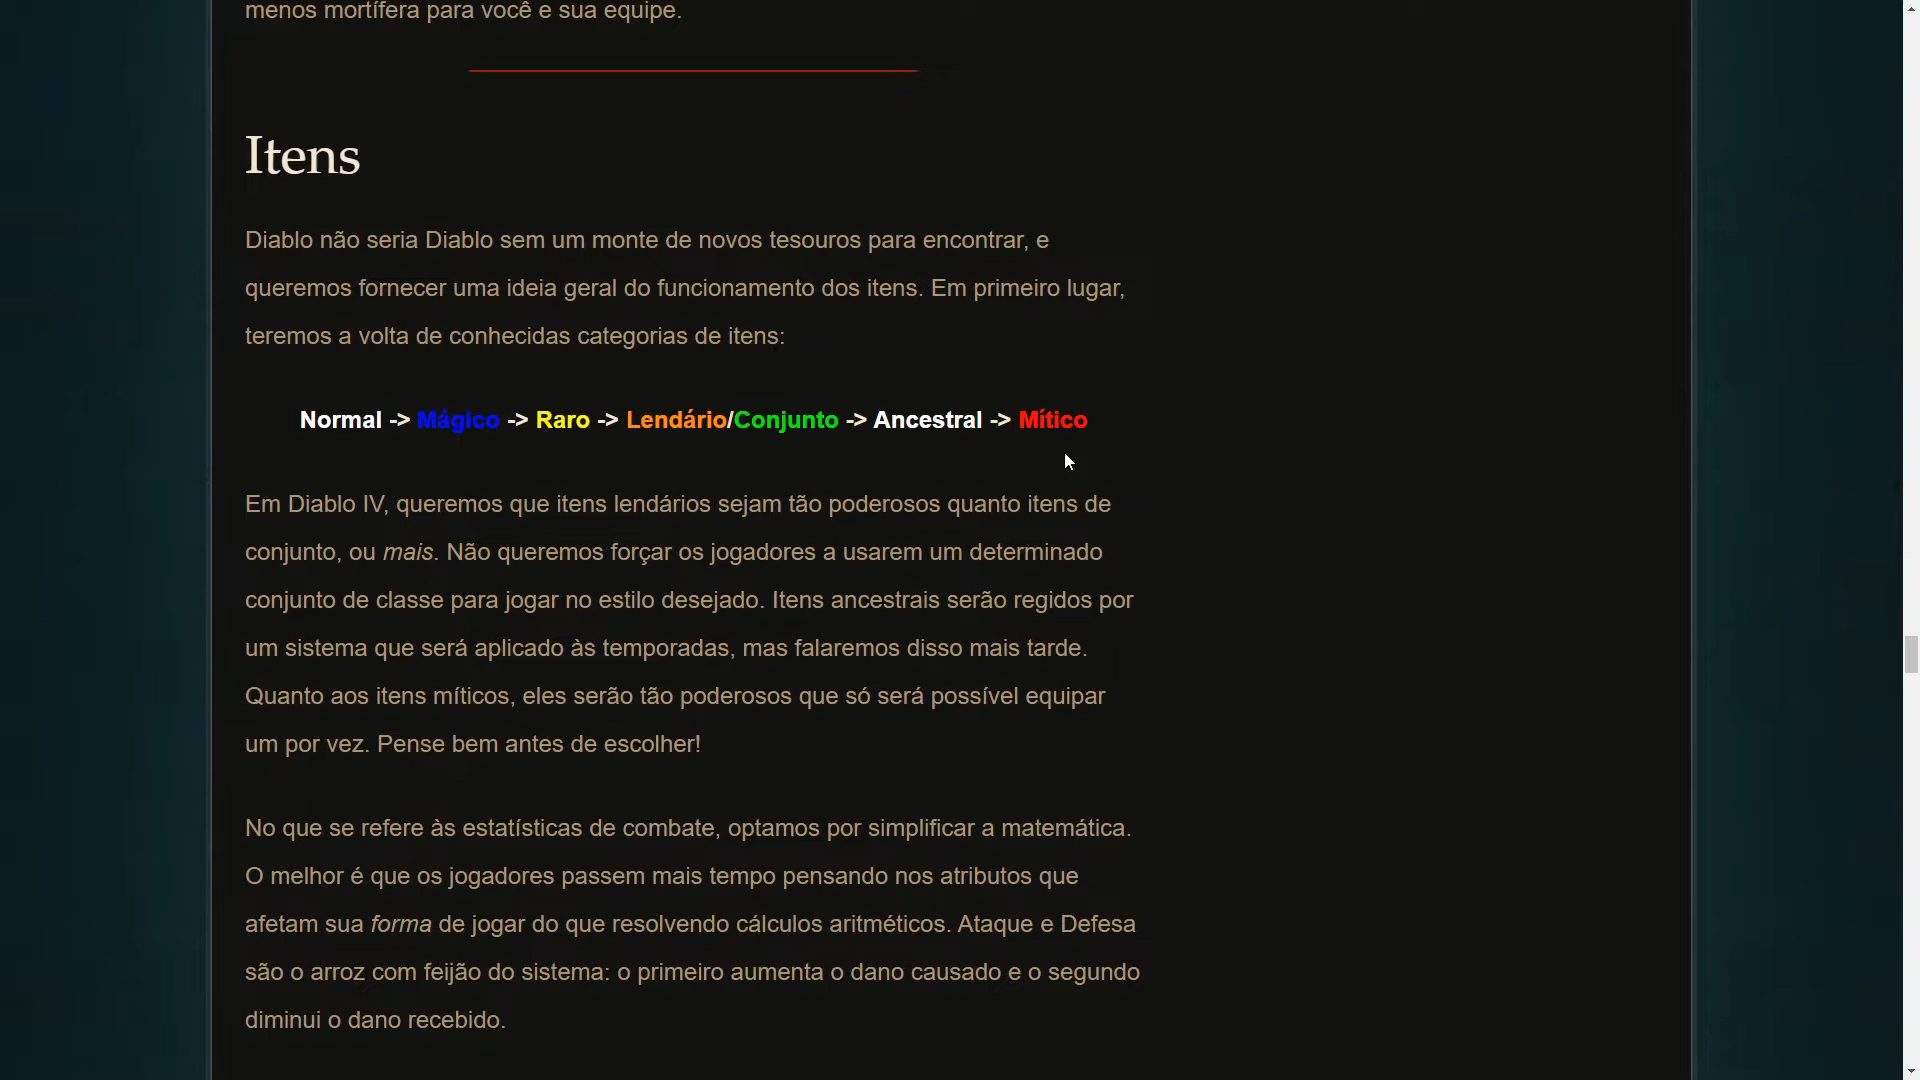 menos mortífera para você e sua equipe.
Itens
Diablo não seria Diablo sem um monte de novos tesouros para encontrar, e
queremos fornecer uma ideia geral do funcionamento dos itens. Em primeiro lugar,
teremos a volta de conhecidas categorias de itens:
Normal -> Mágico -> Raro -> Lendário/Conjunto -> Ancestral -> Mítico
Em Diablo IV, queremos que itens lendários sejam tão poderosos quanto itens de
conjunto, ou mais. Não queremos forçar os jogadores a usarem um determinado
conjunto de classe para jogar no estilo desejado. Itens ancestrais serão regidos por
um sistema que será aplicado às temporadas, mas falaremos disso mais tarde.
Quanto aos itens míticos, eles serão tão poderosos que só será possível equipar
um por vez. Pense bem antes de escolher!
No que se refere às estatísticas de combate, optamos por simplificar a matemática.
O melhor é que os jogadores passem mais tempo pensando nos atributos que
afetam sua forma de jogar do que resolvendo cálculos aritméticos. Ataque e Defesa
são o arroz com feijão do sistema: o primeiro aumenta o dano causado e o segundo
diminui o dano recebido.